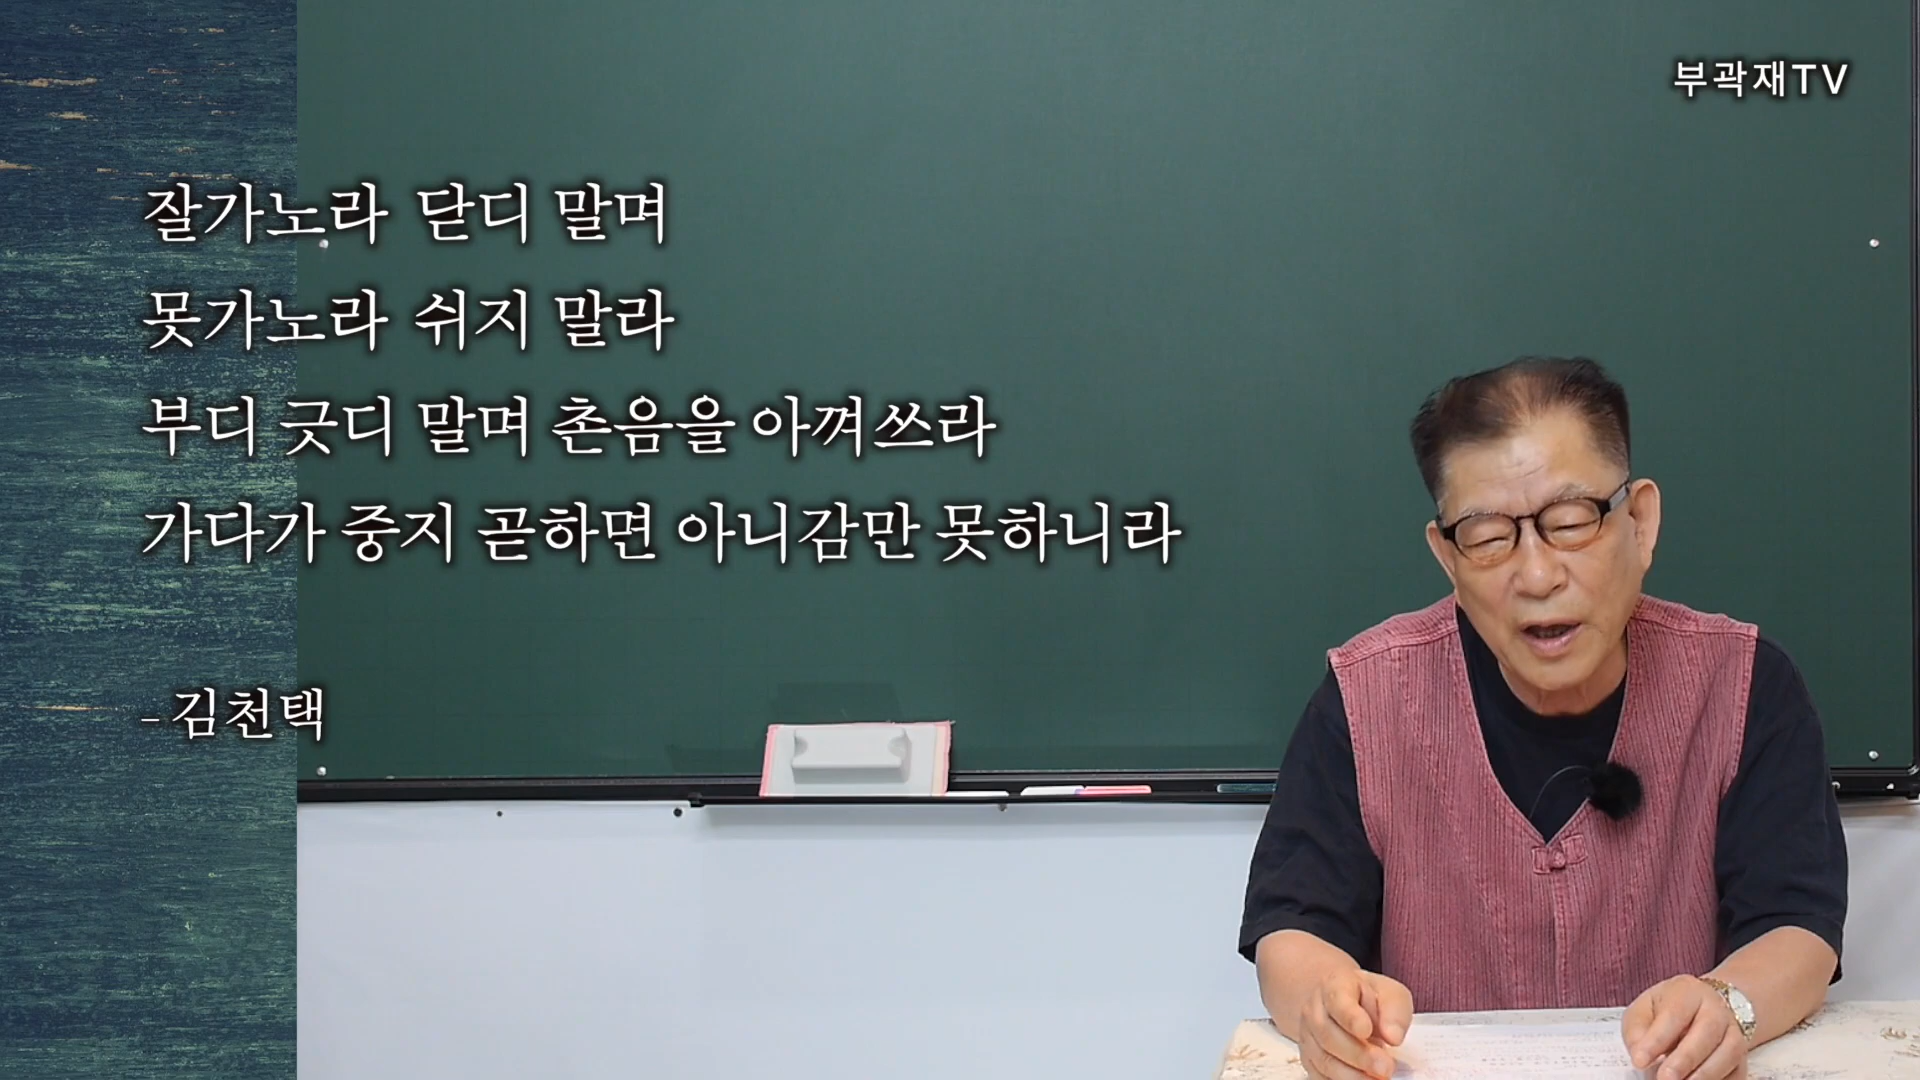 부곽재TV
잘가노라 닫디 말며
못가노라 쉬지 말라
부디 긋디 말며 촌음을 아껴쓰라
가다가 중지 곧하면 아니감만 못하니라
- 김천택